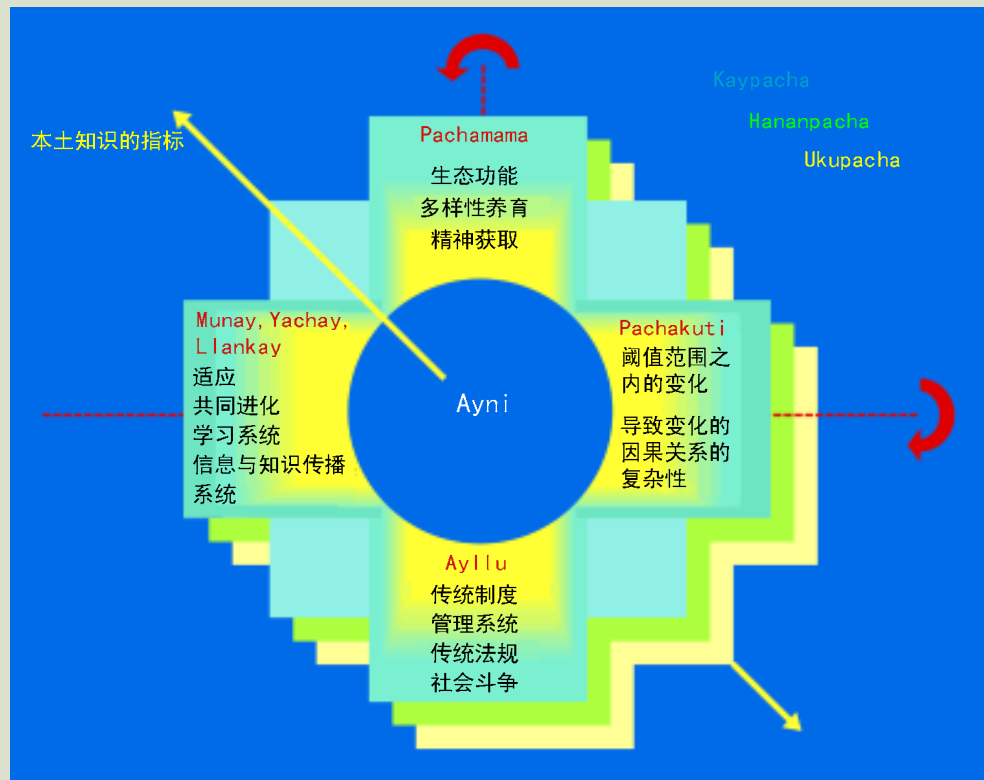 Kaypacha
Hananpacha
Ukupacha
本土知识的指标
Pachamama
生态功能
多样性养育
精神获取
Munay,Yachay,
Llankay
适应
共同进化
学习系统
信息与知识传播
系统
Ayni
Pachakuti
阈值范围之
内的变化
导致变化的
因果关系的
复杂性
Ayllu
传统制度
管理系统
传统法规
社会斗争